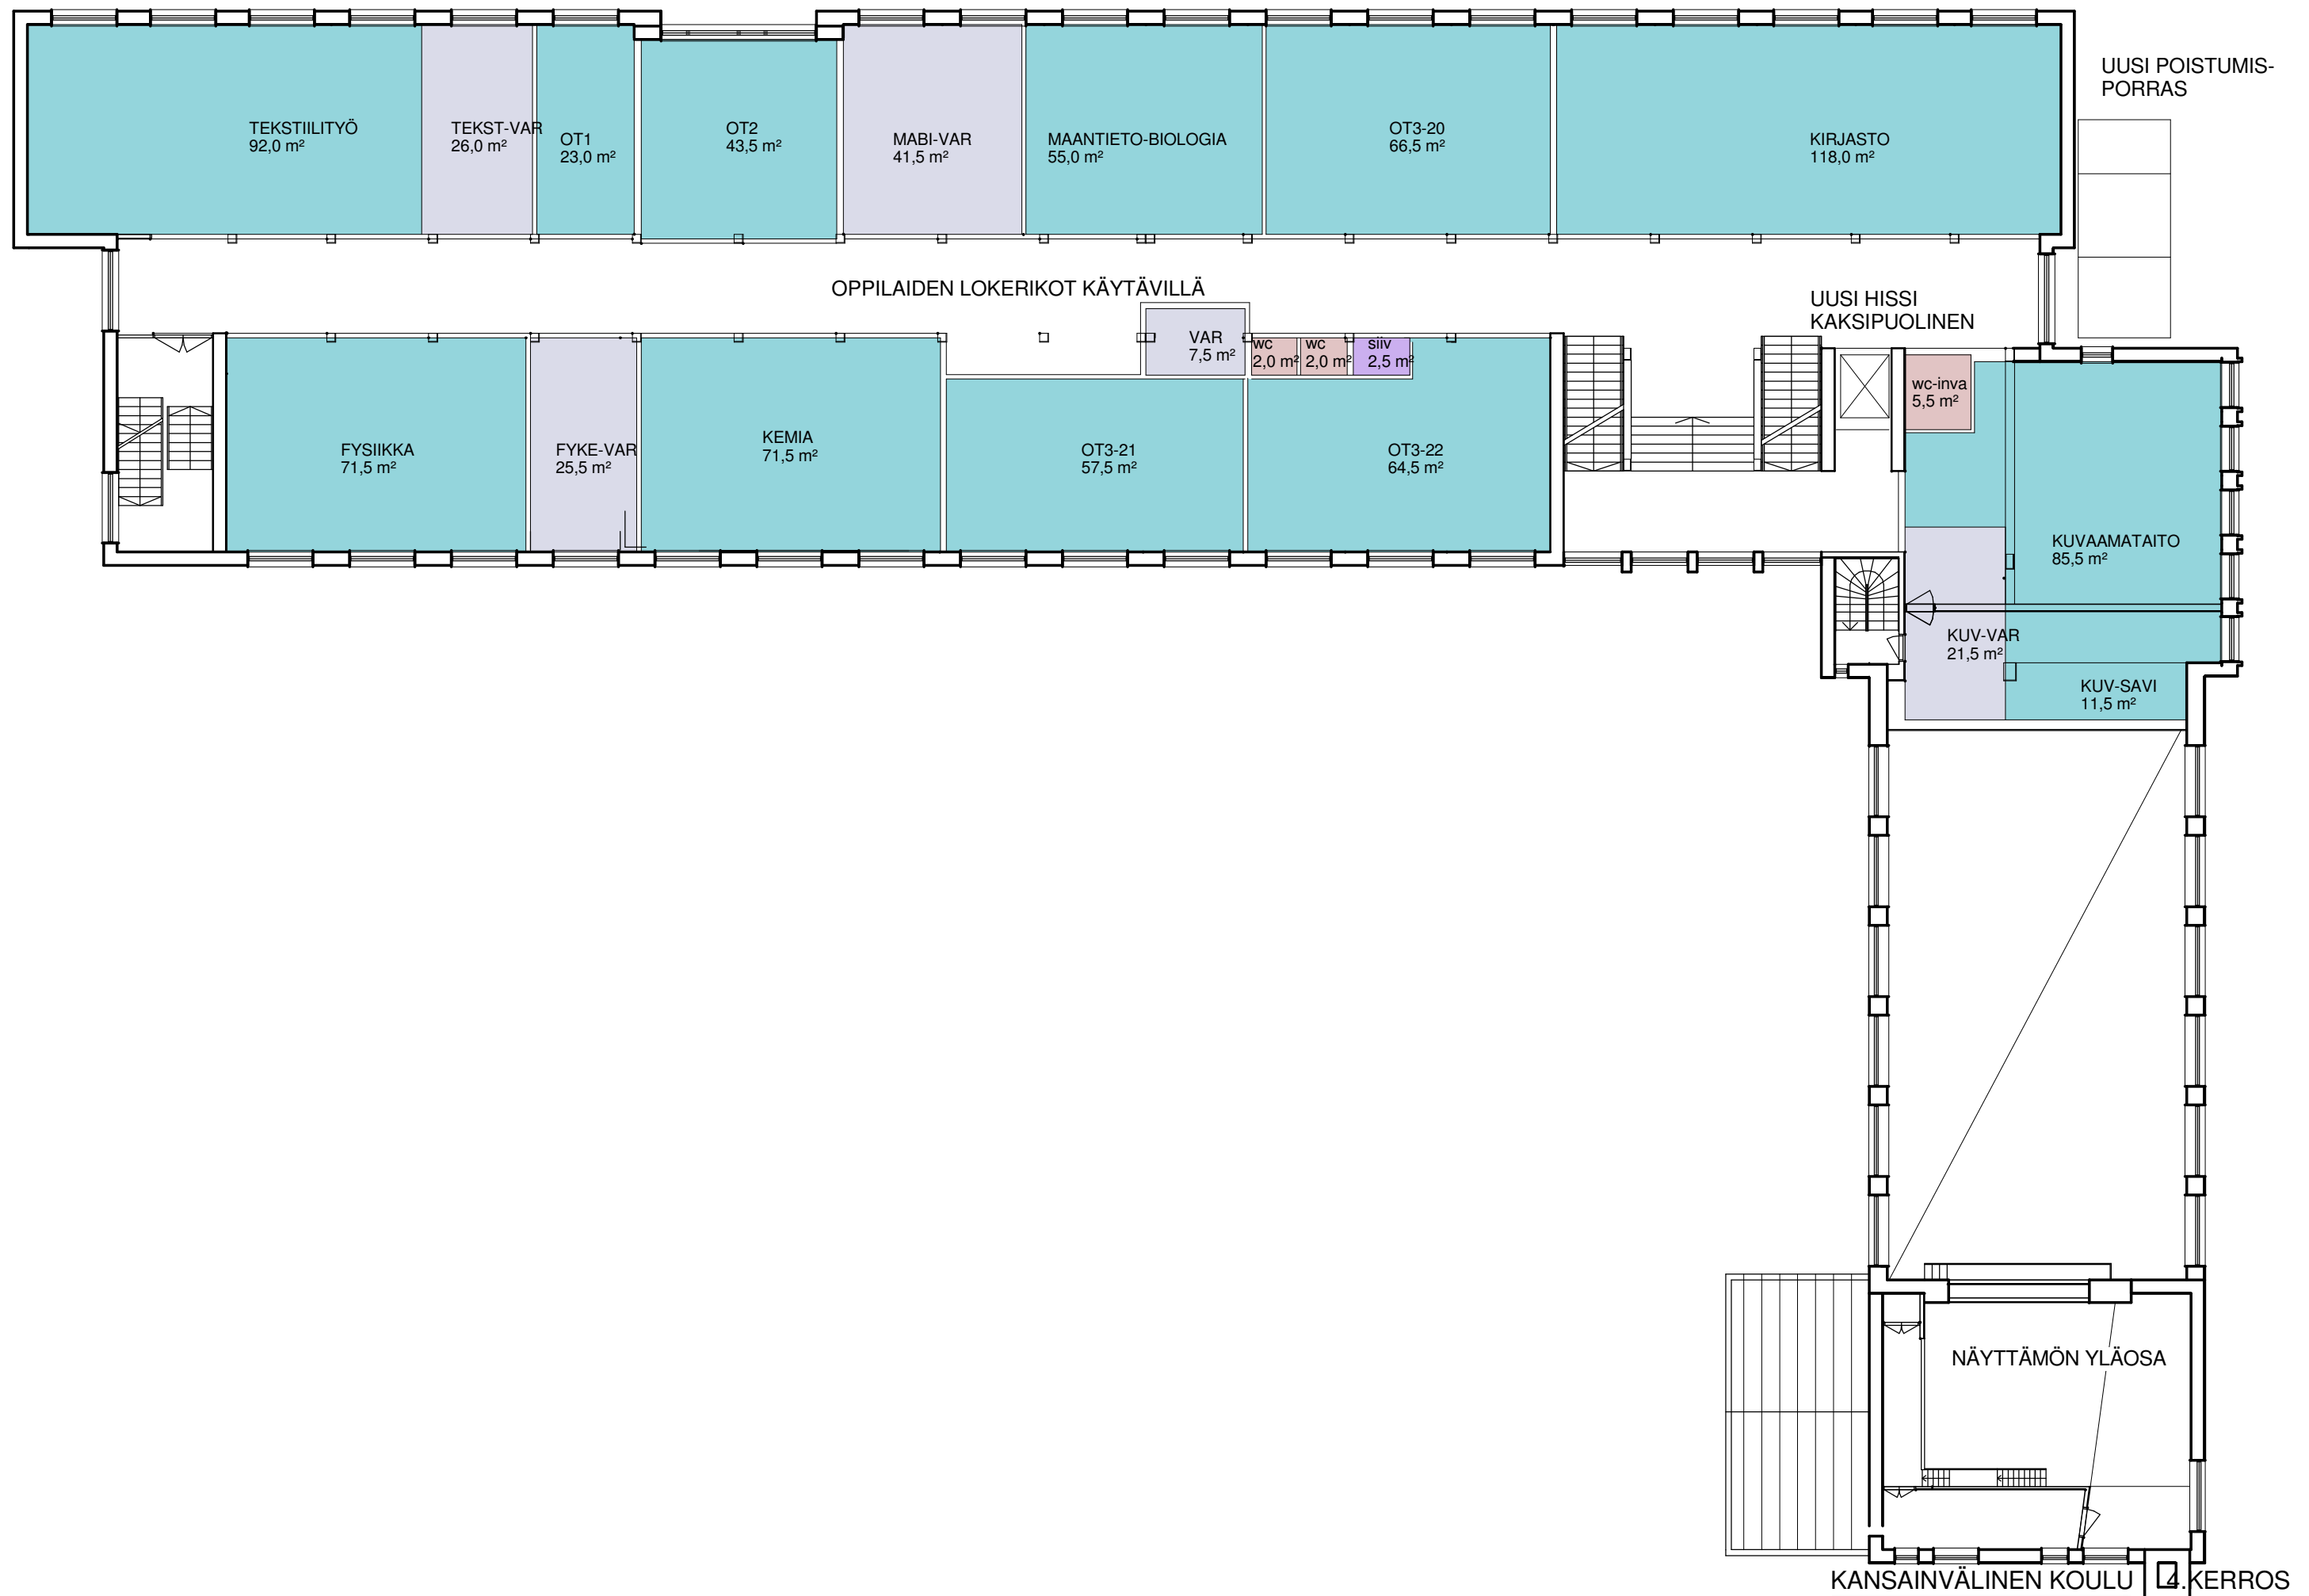 UUSI POISTUMIS-
PORRAS
TEKSTIILITYÖ
92,0 m²
TEKST-VAR
26,0 m²
OT1
23,0 m²
OT2
43,5 m²
MABI-VAR
41,5 m²
MAANTIETO-BIOLOGIA
55,0 m²
OT3-20
66,5 m²
KIRJASTO
118,0 m²
OPPILAIDEN LOKERIKOT KÄYTÄVILLÄ
UUSI HISSI
KAKSIPUOLINEN
VAR
7,5 m²
wc
2,0 m²
wc
2,0 m²
siiv
2,5 m²
wc-inva
5,5 m²
FYSIIKKA
71,5 m²
FYKE-VAR
25,5 m²
KEMIA
71,5 m²
OT3-21
57,5 m²
OT3-22
64,5 m²
KUVAAMATAITO
85,5 m²
KUV-VAR
21,5 m²
KUV-SAVI
11,5 m²
NÄYTTÄMÖN YLÄOSA
KANSAINVÄLINEN KOULU 4.KERROS